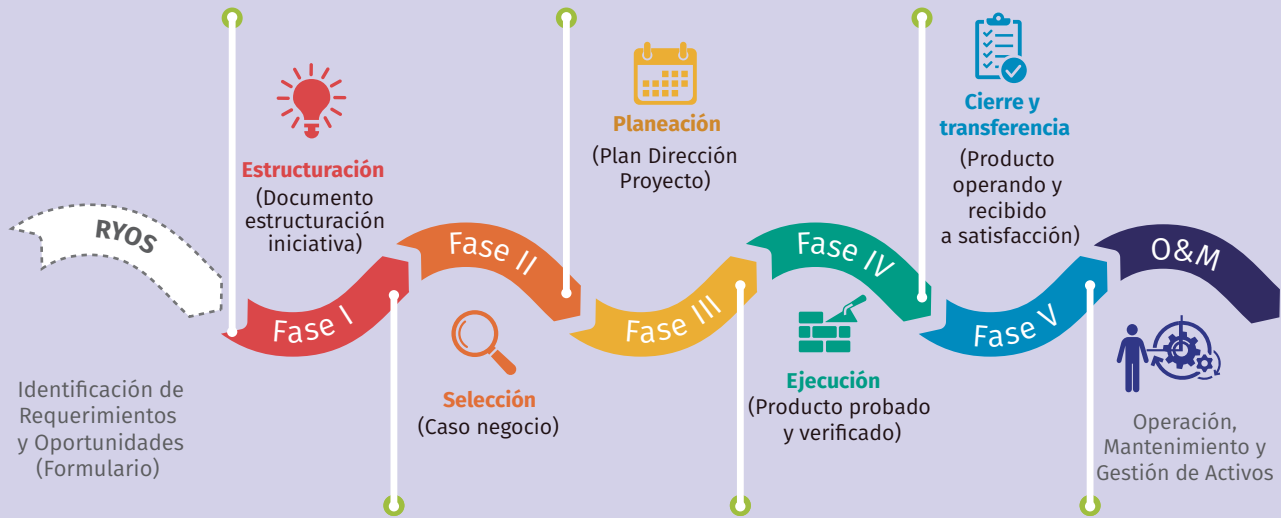 RYOS
Identificación de
Requerimientos
y Oportunidades
(Formulario)
Estructuración
(Documento
estructuración
iniciativa)
Fase I
Fase II
Selección
(Caso negocio)
Planeación
(Plan Dirección
Proyecto)
Fase III
Fase IV
Ejecución
(Producto probado
y verificado)
Cierre y
transferencia
(Producto
operando y
recibido
a satisfacción)
Fase V
O&M
Operación,
Mantenimiento y
Gestión de Activos